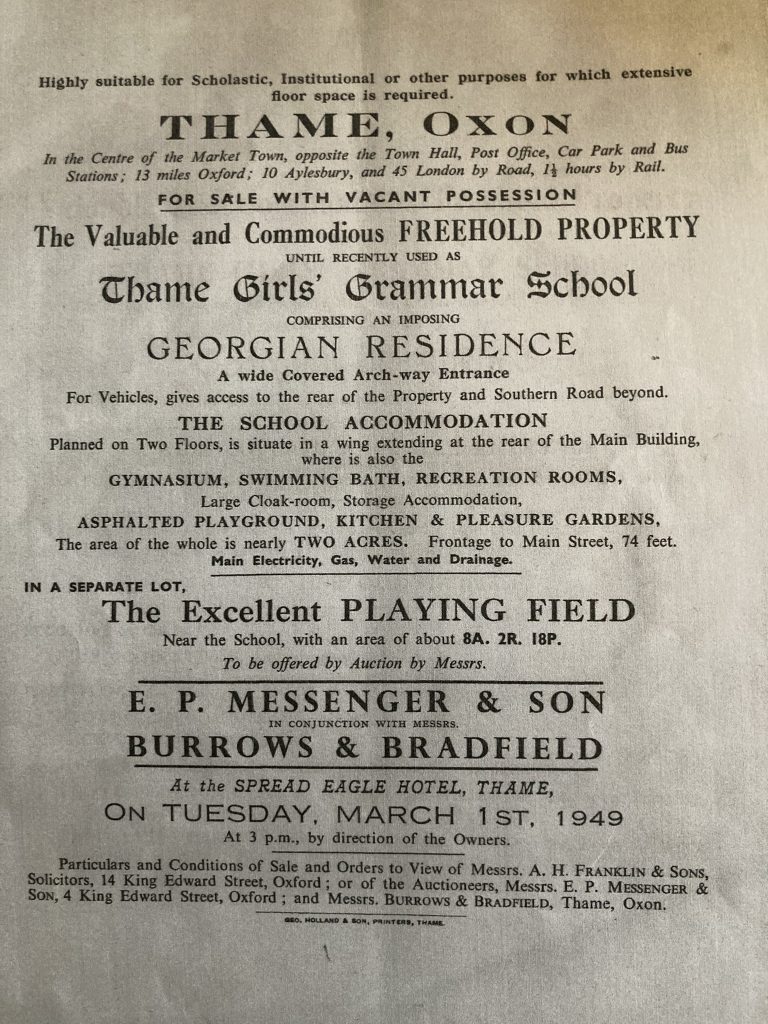 Highly suitable for Scholastic, Institutional or other purposes for which extensive
floor space is required.
THAME, OXON
In the Centre of the Market Town, opposite the Town Hall, Post Office, Car Park and Bus
Stations; 13 miles Oxford; 10 Aylesbury, and 45 London by Road, 1½ hours by Rail.
FOR SALE WITH VACANT POSSESSION
The Valuable and Commodious FREEHOLD PROPERTY
UNTIL RECENTLY USED AS
Thame Girls' Grammar School
COMPRISING AN IMPOSING
GEORGIAN RESIDENCE
A wide Covered Arch-way Entrance
For Vehicles, gives access to the rear of the Property and Southern Road beyond.
THE SCHOOL ACCOMMODATION
Planned on Two Floors, is situate in a wing extending at the rear of the Main Building,
where is also the
GYMNASIUM, SWIMMING BATH, RECREATION ROOMS,
Large Cloak-room, Storage Accommodation,
ASPHALTED PLAYGROUND, KITCHEN & PLEASURE GARDENS,
The area of the whole is nearly TWO ACRES. Frontage to Main Street, 74 feet.
Main Electricity, Gas, Water and Drainage.
IN A SEPARATE LOT,
The Excellent PLAYING FIELD
Near the School, with an area of about 8A. 2R. 18P.
To be offered by Auction by Messrs.
E. P. MESSENGER & SON
IN CONJUNCTION WITH MESSRS.
BURROWS & BRADFIELD
At the SPREAD EAGLE HOTEL, THAME,
ON TUESDAY, MARCH 1ST, 1949
At 3 p.m., by direction of the Owners.
Particulars and Conditions of Sale and Orders to View of Messrs. A. H. FRANKLIN & SONS,
Solicitors, 14 King Edward Street, Oxford; or of the Auctioneers, Messrs. E. P. MESSENGER &
SON, 4 King Edward Street, Oxford; and Messrs. BURROWS & BRADFIELD, Thame, Oxon.
GEO. HOLLAND & SON, PRINTERS, THAME.